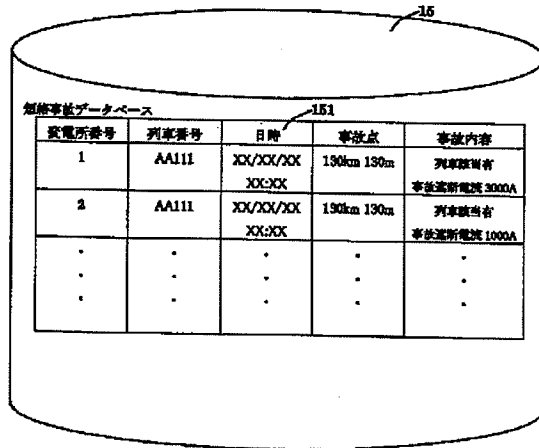 15
短絡事故データベース
151
変電所番号 列車番号 日時 事故点 事故内容
1 AA111 XX/XX/XX 130km 130m 列車該当有
XX:XX 事故遮断電流 3000A
2 AA111 XX/XX/XX 130km 130m 列車該当有
XX:XX 事故遮断電流 1000A